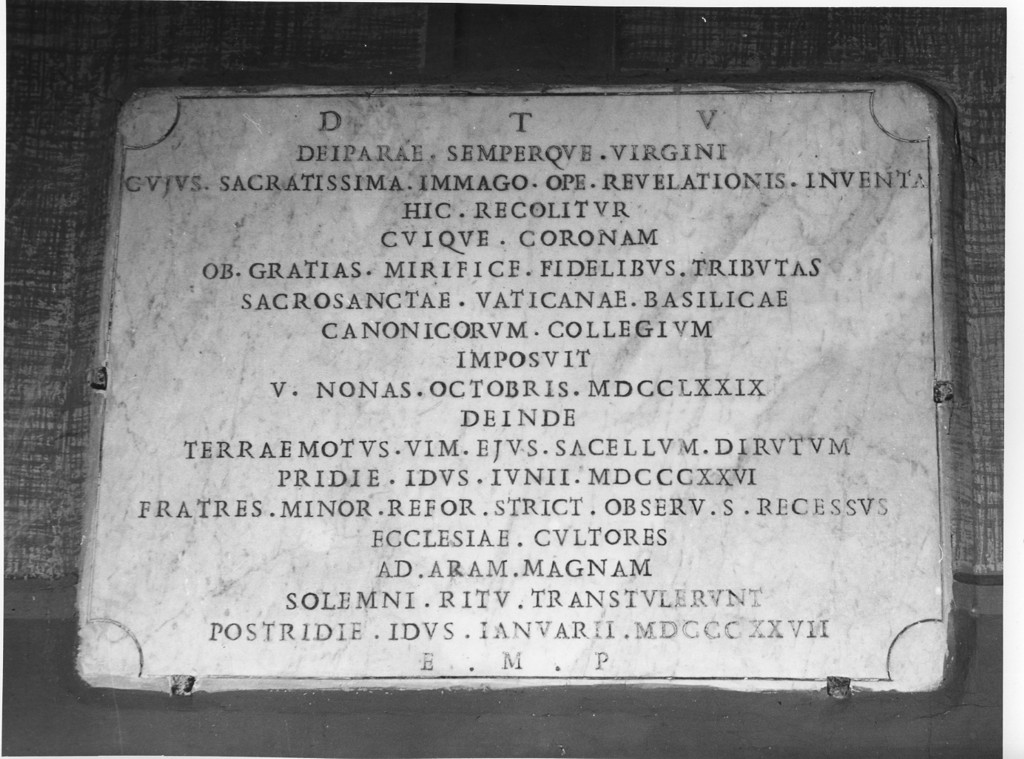 D T V
DEIPARAE . SEMPERQVE . VIRGINI
CVJVS . SACRATISSIMA . IMMAGO . OPE . REVELATIONIS . INVENTA
HIC . RECOLITVR
CVIQVE . CORONAM
OB . GRATIAS . MIRIFICE . FIDELIBVS . TRIBVTAS
SACROSANCTAE . VATICANAE . BASILICAE
CANONICORVM . COLLEGIVM
IMPOSVIT
V . NONAS . OCTOBRIS . MDCCLXXIX
DEINDE
TERRAEMOTVS . VIM . EJVS . SACELLVM . DIRVTVM
PRIDIE . IDVS . IVNII . MDCCCXXVI
FRATRES . MINOR . REFOR . STRICT . OBSERV . S . RECESSVS
ECCLESIAE . CVLTORES
AD . ARAM . MAGNAM
SOLEMNI . RITV . TRANSTVLERVNT
POSTRIDIE . IDVS . IANVARII . MDCCCXXVII
E . M . P